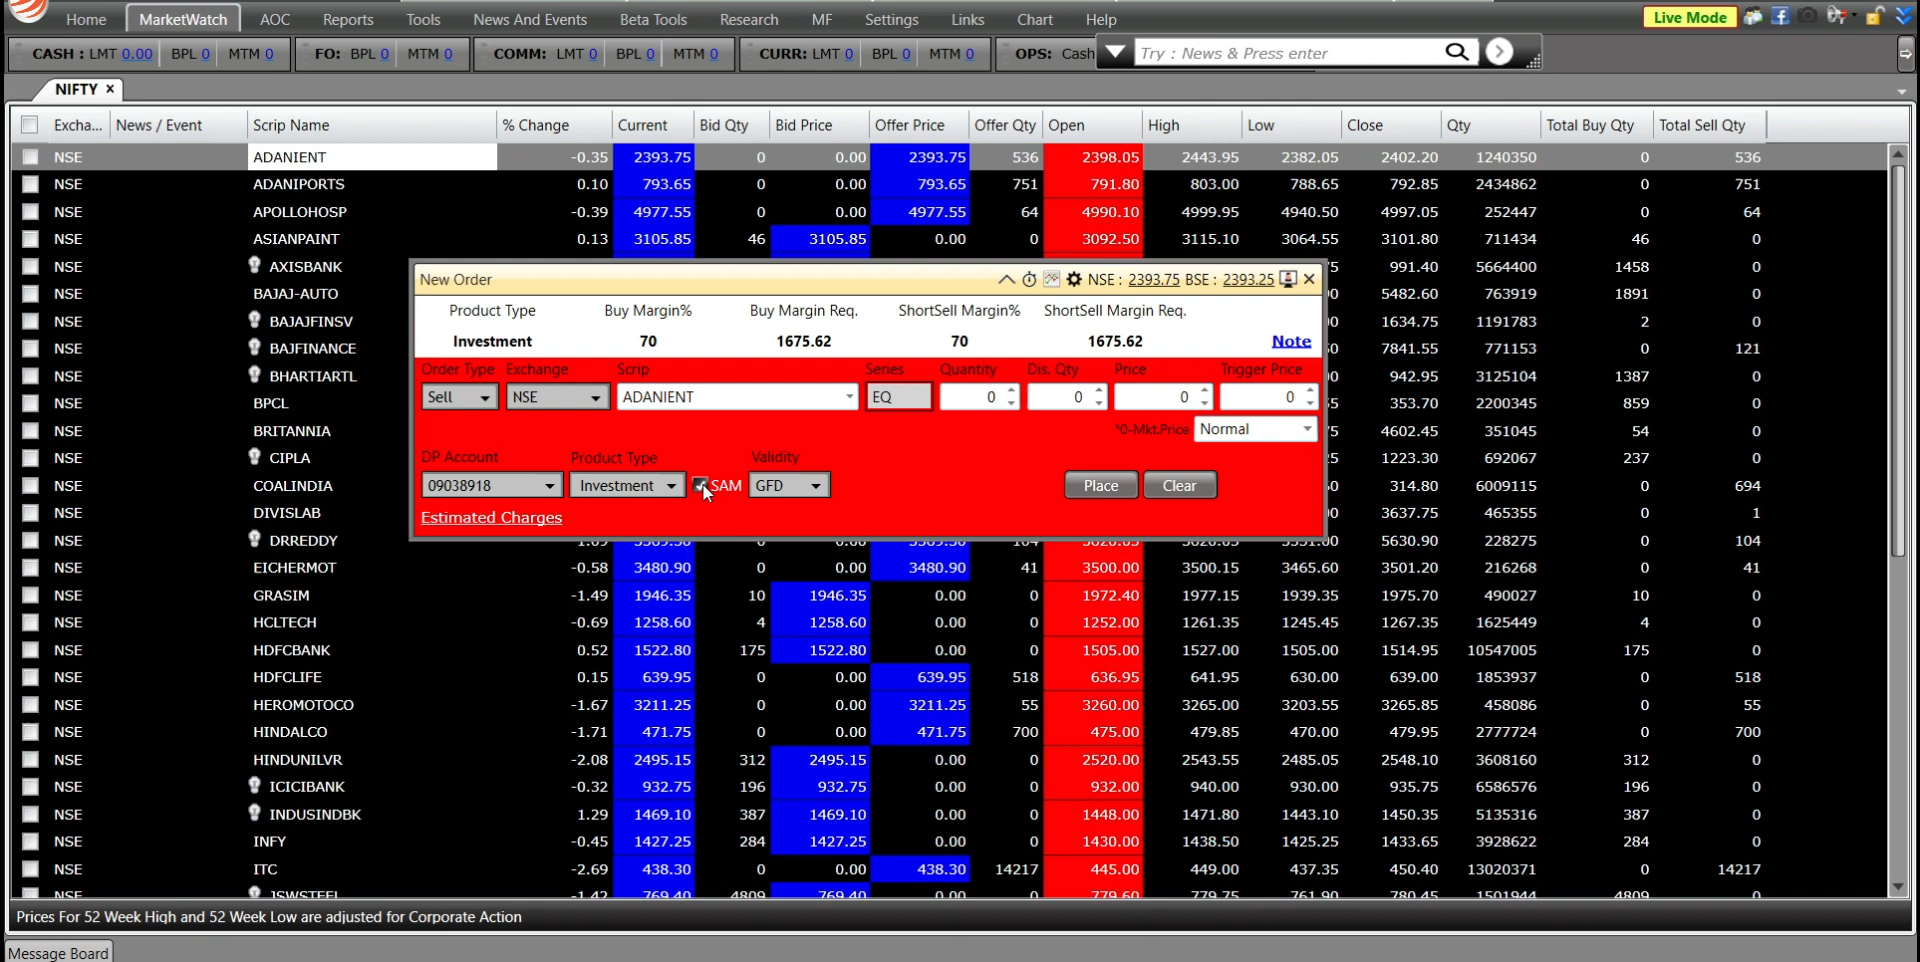 Home MarketWatch AOC Reports Tools News And Events Beta Tools Research MF Settings Links Chart Help Live Mode
CASH : LMT 0.00 BPL 0 MTM 0 FO: BPL 0 MTM 0 COMM: LMT 0 BPL 0 MTM 0 CURR: LMT 0 BPL 0 MTM 0 OPS: Cash Try : News & Press enter
NIFTY ×
Excha... News / Event Scrip Name % Change Current Bid Qty Bid Price Offer Price Offer Qty Open High Low Close Qty Total Buy Qty Total Sell Qty
NSE ADANIENT -0.35 2393.75 0 0.00 2393.75 536 2398.05 2443.95 2382.05 2402.20 1240350 0 536
NSE ADANIPORTS 0.10 793.65 0 0.00 793.65 751 791.80 803.00 788.65 792.85 2434862 0 751
NSE APOLLOHOSP -0.39 4977.55 0 0.00 4977.55 64 4990.10 4999.95 4940.50 4997.05 252447 0 64
NSE ASIANPAINT 0.13 3105.85 46 3105.85 0.00 0 3092.50 3115.10 3064.55 3101.80 711434 46 0
NSE AXISBANK 991.40 5664400 1458 0
NSE BAJAJ-AUTO 5482.60 763919 1891 0
NSE BAJAJFINSV 1634.75 1191783 2 0
NSE BAJFINANCE 7841.55 771153 0 121
NSE BHARTIARTL 942.95 3125104 1387 0
NSE BPCL 353.70 2200345 859 0
NSE BRITANNIA 4602.45 351045 54 0
NSE CIPLA 1223.30 692067 237 0
NSE COALINDIA 314.80 6009115 0 694
NSE DIVISLAB 3637.75 465355 0 1
NSE DRREDDY 5630.90 228275 0 104
NSE EICHERMOT -0.58 3480.90 0 0.00 3480.90 41 3500.00 3500.15 3465.60 3501.20 216268 0 41
NSE GRASIM -1.49 1946.35 10 1946.35 0.00 0 1972.40 1977.15 1939.35 1975.70 490027 10 0
NSE HCLTECH -0.69 1258.60 4 1258.60 0.00 0 1252.00 1261.35 1245.45 1267.35 1625449 4 0
NSE HDFCBANK 0.52 1522.80 175 1522.80 0.00 0 1505.00 1527.00 1505.00 1514.95 10547005 175 0
NSE HDFCLIFE 0.15 639.95 0 0.00 639.95 518 636.95 641.95 630.00 639.00 1853937 0 518
NSE HEROMOTOCO -1.67 3211.25 0 0.00 3211.25 55 3260.00 3265.00 3203.55 3265.85 458086 0 55
NSE HINDALCO -1.71 471.75 0 0.00 471.75 700 475.00 479.85 470.00 479.95 2777724 0 700
NSE HINDUNILVR -2.08 2495.15 312 2495.15 0.00 0 2520.00 2543.55 2485.05 2548.10 3608160 312 0
NSE ICICIBANK -0.32 932.75 196 932.75 0.00 0 932.00 940.00 930.00 935.75 6586576 196 0
NSE INDUSINDBK 1.29 1469.10 387 1469.10 0.00 0 1448.00 1471.80 1443.10 1450.35 5135316 387 0
NSE INFY -0.45 1427.25 284 1427.25 0.00 0 1430.00 1438.50 1425.25 1433.65 3928622 284 0
NSE ITC -2.69 438.30 0 0.00 438.30 14217 445.00 449.00 437.35 450.40 13020371 0 14217
NSE JSWSTEEL -1.42 769.40 4809 769.40 0.00 0 779.60 779.75 761.90 780.45 1501944 4809 0
New Order NSE : 2393.75 BSE : 2393.25
Product Type Buy Margin% Buy Margin Req. ShortSell Margin% ShortSell Margin Req.
Investment 70 1675.62 70 1675.62 Note
Order Type Exchange Scrip Series Quantity Dis. Qty Price Trigger Price
Sell NSE ADANIENT EQ 0 0 0 0
*0-Mkt.Price Normal
DP Account Product Type Validity
09038918 Investment SAM GFD Place Clear
Estimated Charges
Prices For 52 Week High and 52 Week Low are adjusted for Corporate Action
Message Board